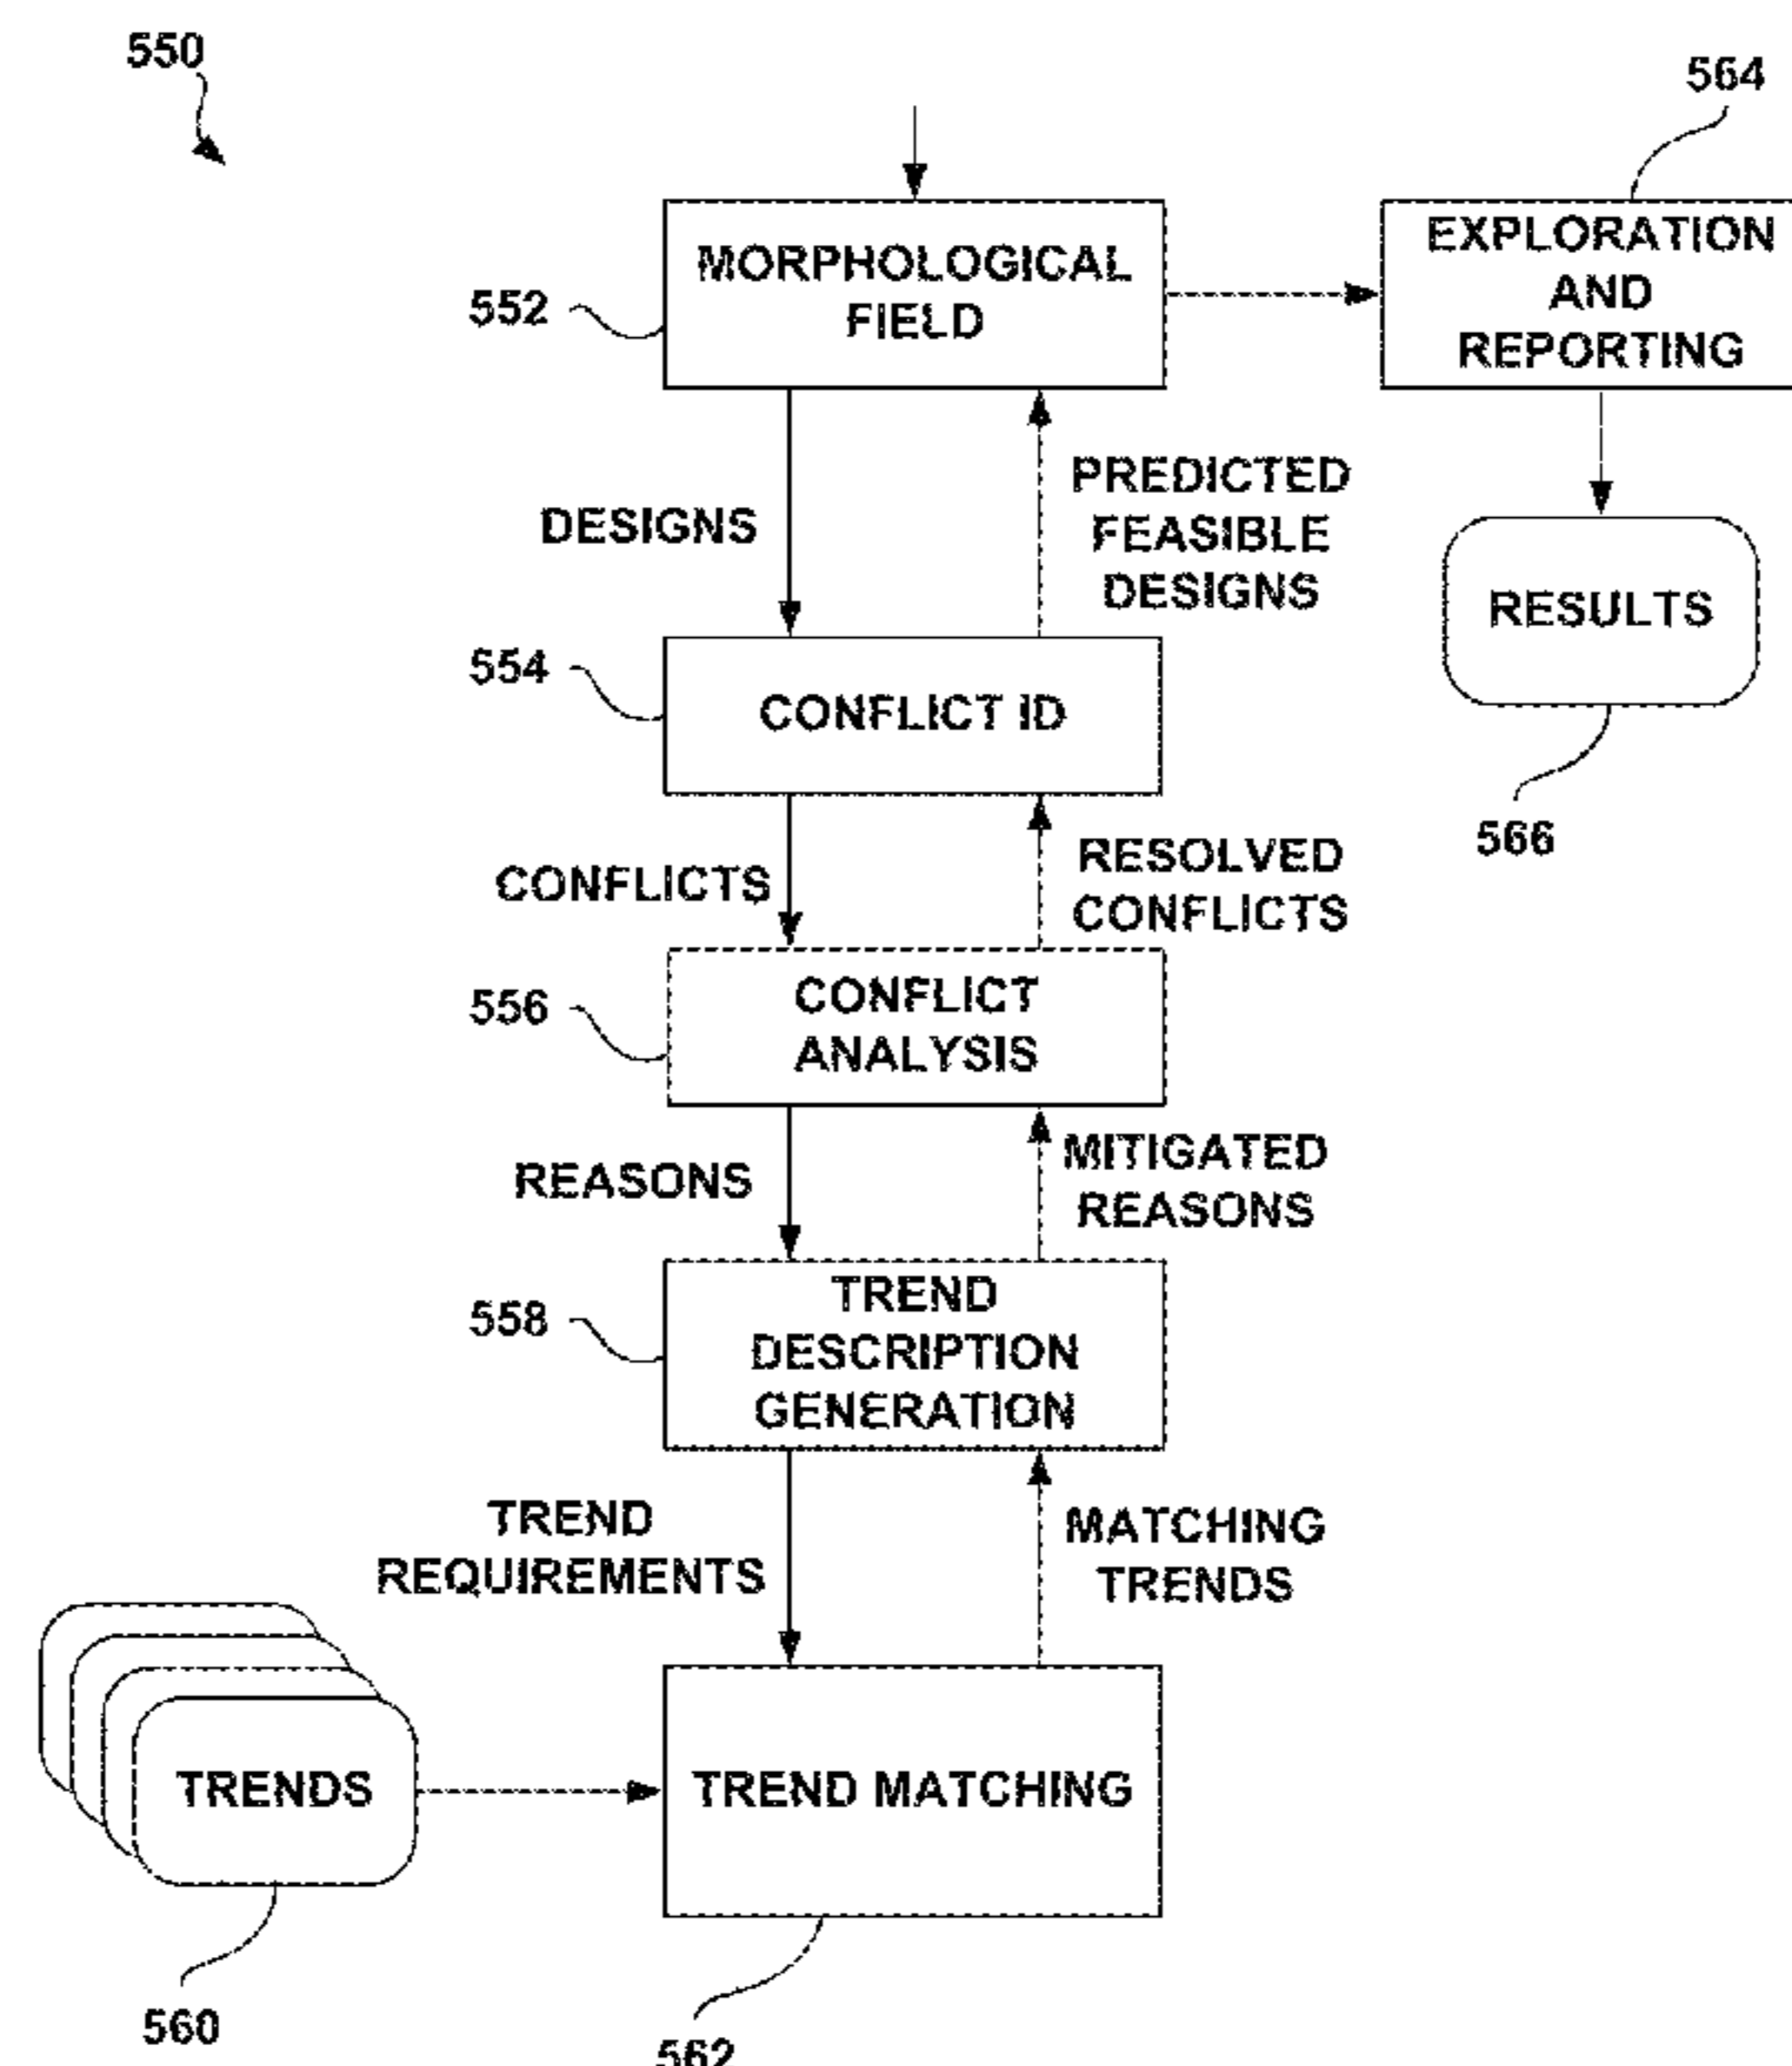 550
564
MORPHOLOGICAL
FIELD
EXPLORATION
AND
REPORTING
552
DESIGNS
PREDICTED
FEASIBLE
DESIGNS
RESULTS
554
CONFLICT ID
566
CONFLICTS
RESOLVED
CONFLICTS
556
CONFLICT
ANALYSIS
REASONS
MITIGATED
REASONS
558
TREND
DESCRIPTION
GENERATION
TREND
REQUIREMENTS
MATCHING
TRENDS
TRENDS
TREND MATCHING
560
562